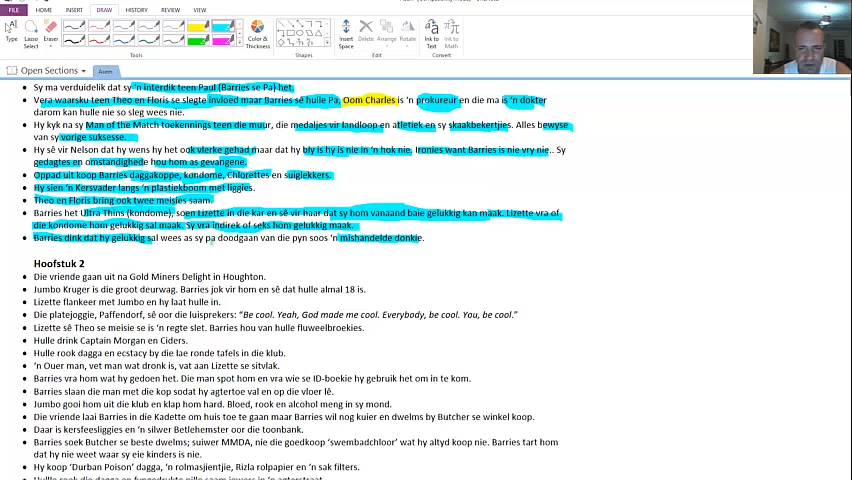 FILE HOME INSERT DRAW HISTORY REVIEW VIEW
Type Lasso Select Eraser Color & Thickness Insert Space Delete Arrange Rotate Ink to Text Ink to Math
Tools Shapes Edit Convert
Open Sections Aseen
Sy ma verduidelik dat sy 'n interdik teen Paul (Barries se Pa) het.
Vera waarsku teen Theo en Floris se slegte invloed maar Barries sê hulle Pa, Oom Charles is 'n prokureur en die ma is 'n dokter
darom kan hulle nie so sleg wees nie.
Hy kyk na sy Man of the Match toekennings teen die muur, die medaljes vir landloop en atletiek en sy skaakbekertjies. Alles bewyse
van sy vorige suksesse.
Hy sê vir Nelson dat hy wens hy het ook vlerke gehad maar dat hy bly is hy is nie in 'n hok nie. Ironies want Barries is nie vry nie.. Sy
gedagtes en omstandighede hou hom as gevangene.
Oppad uit koop Barries daggakoppe, kondome, Chlorettes en suiglekkers.
Hy sien 'n Kersvader langs 'n plastiekboom met liggies.
Theo en Floris bring ook twee meisies saam.
Barries het Ultra Thins (kondome), soen Lizette in die kar en sê vir haar dat sy hom vanaand baie gelukkig kan maak. Lizette vra of
die kondome hom gelukkig sal maak. Sy vra indirek of seks hom gelukkig maak.
Barries dink dat hy gelukkig sal wees as sy pa doodgaan van die pyn soos 'n mishandelde donkie.
Hoofstuk 2
Die vriende gaan uit na Gold Miners Delight in Houghton.
Jumbo Kruger is die groot deurwag. Barries jok vir hom en sê dat hulle almal 18 is.
Lizette flankeer met Jumbo en hy laat hulle in.
Die platejoggie, Paffendorf, sê oor die luisprekers: "Be cool. Yeah, God made me cool. Everybody, be cool. You, be cool."
Lizette sê Theo se meisie se is 'n regte slet. Barries hou van hulle fluweelbroekies.
Hulle drink Captain Morgan en Ciders.
Hulle rook dagga en ecstacy by die lae ronde tafels in die klub.
'n Ouer man, vet man wat dronk is, vat aan Lizette se sitvlak.
Barries vra hom wat hy gedoen het. Die man spot hom en vra wie se ID-boekie hy gebruik het om in te kom.
Barries slaan die man met die kop sodat hy agtertoe val en op die vloer lê.
Jumbo gooi hom uit die klub en klap hom hard. Bloed, rook en alcohol meng in sy mond.
Die vriende laai Barries in die Kadette om huis toe te gaan maar Barries wil nog kuier en dwelms by Butcher se winkel koop.
Daar is kersfeesliggies en 'n silwer Betlehemster oor die toonbank.
Barries soek Butcher se beste dwelms; suiwer MMDA, nie die goedkoop 'swembadchloor' wat hy altyd koop nie. Barries tart hom
dat hy nie weet waar sy eie kinders is nie.
Hy koop 'Durban Poison' dagga, 'n rolmasjientjie, Rizla rolpapier en 'n sak filters.